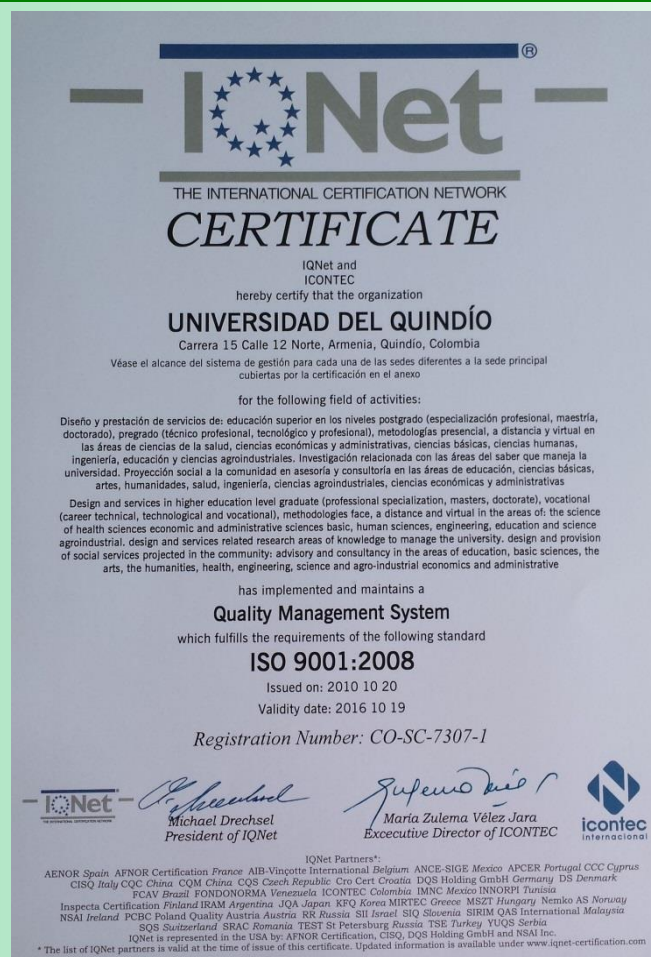 IQNet ®
THE INTERNATIONAL CERTIFICATION NETWORK
CERTIFICATE
IQNet and
ICONTEC
hereby certify that the organization
UNIVERSIDAD DEL QUINDÍO
Carrera 15 Calle 12 Norte, Armenia, Quindío, Colombia
Véase el alcance del sistema de gestión para cada una de las sedes diferentes a la sede principal
cubiertas por la certificación en el anexo
for the following field of activities:
Diseño y prestación de servicios de: educación superior en los niveles postgrado (especialización profesional, maestría,
doctorado), pregrado (técnico profesional, tecnológico y profesional), metodologías presencial, a distancia y virtual en
las áreas de ciencias de la salud, ciencias económicas y administrativas, ciencias básicas, ciencias humanas,
ingeniería, educación y ciencias agroindustriales. Investigación relacionada con las áreas del saber que maneja la
universidad. Proyección social a la comunidad en asesoría y consultoría en las áreas de educación, ciencias básicas,
artes, humanidades, salud, ingeniería, ciencias agroindustriales, ciencias económicas y administrativas
Design and services in higher education level graduate (professional specialization, masters, doctorate), vocational
(career technical, technological and vocational), methodologies face, a distance and virtual in the areas of: the science
of health sciences economic and administrative sciences basic, human sciences, engineering, education and science
agroindustrial. design and services related research areas of knowledge to manage the university. design and provision
of social services projected in the community: advisory and consultancy in the areas of education, basic sciences, the
arts, the humanities, health, engineering, science and agro-industrial economics and administrative
has implemented and maintains a
Quality Management System
which fulfills the requirements of the following standard
ISO 9001:2008
Issued on: 2010 10 20
Validity date: 2016 10 19
Registration Number: CO-SC-7307-1
IQNet
Michael Drechsel
President of IQNet
María Zulema Vélez Jara
Excecutive Director of ICONTEC
icontec
internacional
IQNet Partners*:
AENOR Spain AFNOR Certification France AIB-Vinçotte International Belgium ANCE-SIGE Mexico APCER Portugal CCC Cyprus
CISQ Italy CQC China CQM China CQS Czech Republic Cro Cert Croatia DQS Holding GmbH Germany DS Denmark
FCAV Brazil FONDONORMA Venezuela ICONTEC Colombia IMNC Mexico INNORPI Tunisia
Inspecta Certification Finland IRAM Argentina JQA Japan KFQ Korea MIRTEC Greece MSZT Hungary Nemko AS Norway
NSAI Ireland PCBC Poland Quality Austria Austria RR Russia SII Israel SIQ Slovenia SIRIM QAS International Malaysia
SQS Switzerland SRAC Romania TEST St Petersburg Russia TSE Turkey YUQS Serbia
IQNet is represented in the USA by: AFNOR Certification, CISQ, DQS Holding GmbH and NSAI Inc.
* The list of IQNet partners is valid at the time of issue of this certificate. Updated information is available under www.iqnet-certification.com